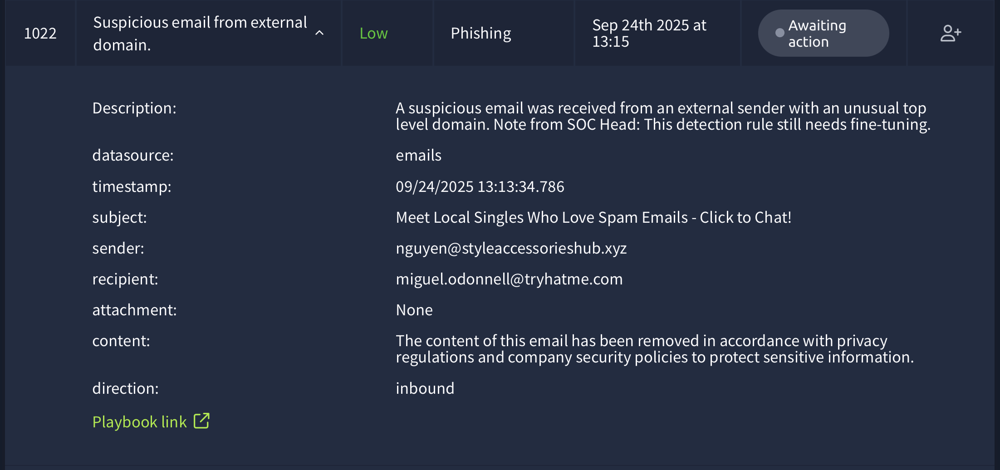 1022
Suspicious email from external
domain.
Low
Phishing
Sep 24th 2025 at
13:15
Awaiting
action
Description:
A suspicious email was received from an external sender with an unusual top
level domain. Note from SOC Head: This detection rule still needs fine-tuning.
datasource:
emails
timestamp:
09/24/2025 13:13:34.786
subject:
Meet Local Singles Who Love Spam Emails - Click to Chat!
sender:
nguyen@styleaccessorieshub.xyz
recipient:
miguel.odonnell@tryhatme.com
attachment:
None
content:
The content of this email has been removed in accordance with privacy
regulations and company security policies to protect sensitive information.
direction:
inbound
Playbook link